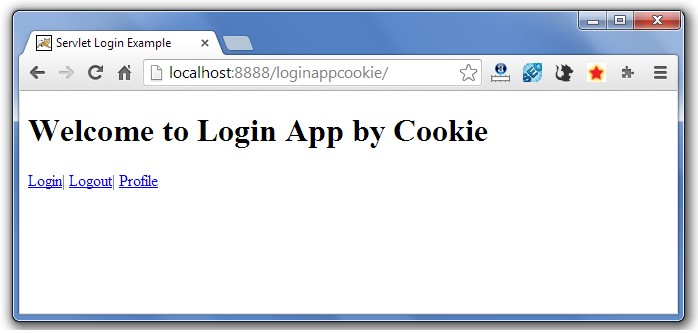 Servlet Login Example
localhost:8888/loginappcookie/
Welcome to Login App by Cookie
Login| Logout| Profile